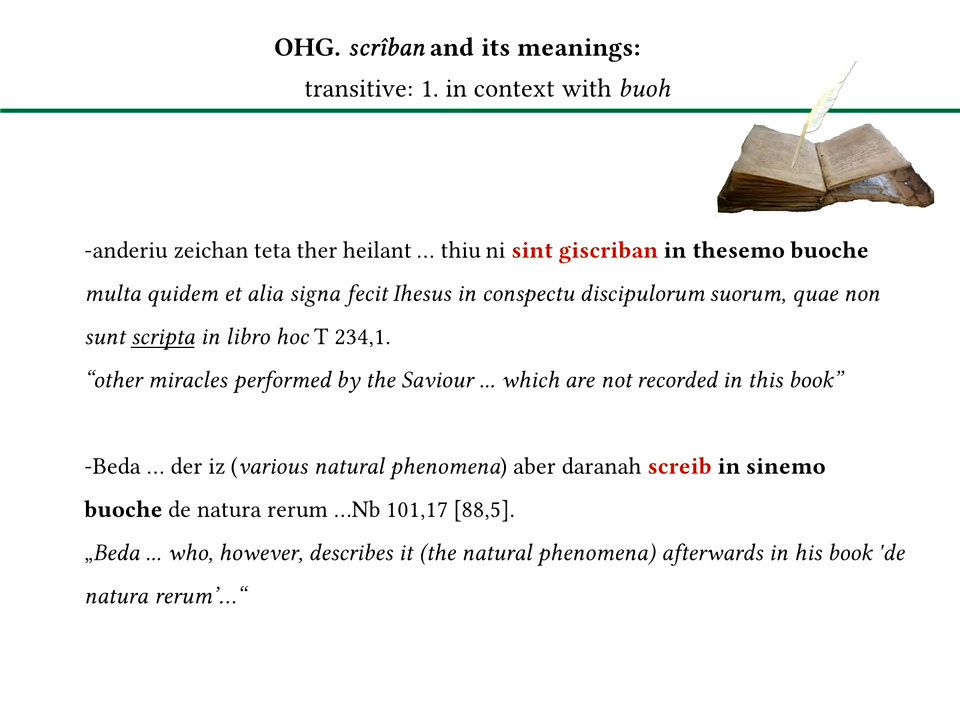 OHG. scrîban and its meanings:
transitive: 1. in context with buoh
-anderiu zeichan teta ther heilant … thiu ni sint giscriban in thesemo buoche
multa quidem et alia signa fecit Ihesus in conspectu discipulorum suorum, quae non
sunt scripta in libro hoc T 234,1.
“other miracles performed by the Saviour ... which are not recorded in this book”
-Beda … der iz (various natural phenomena) aber daranah screib in sinemo
buoche de natura rerum …Nb 101,17 [88,5].
„Beda ... who, however, describes it (the natural phenomena) afterwards in his book 'de
natura rerum’…“